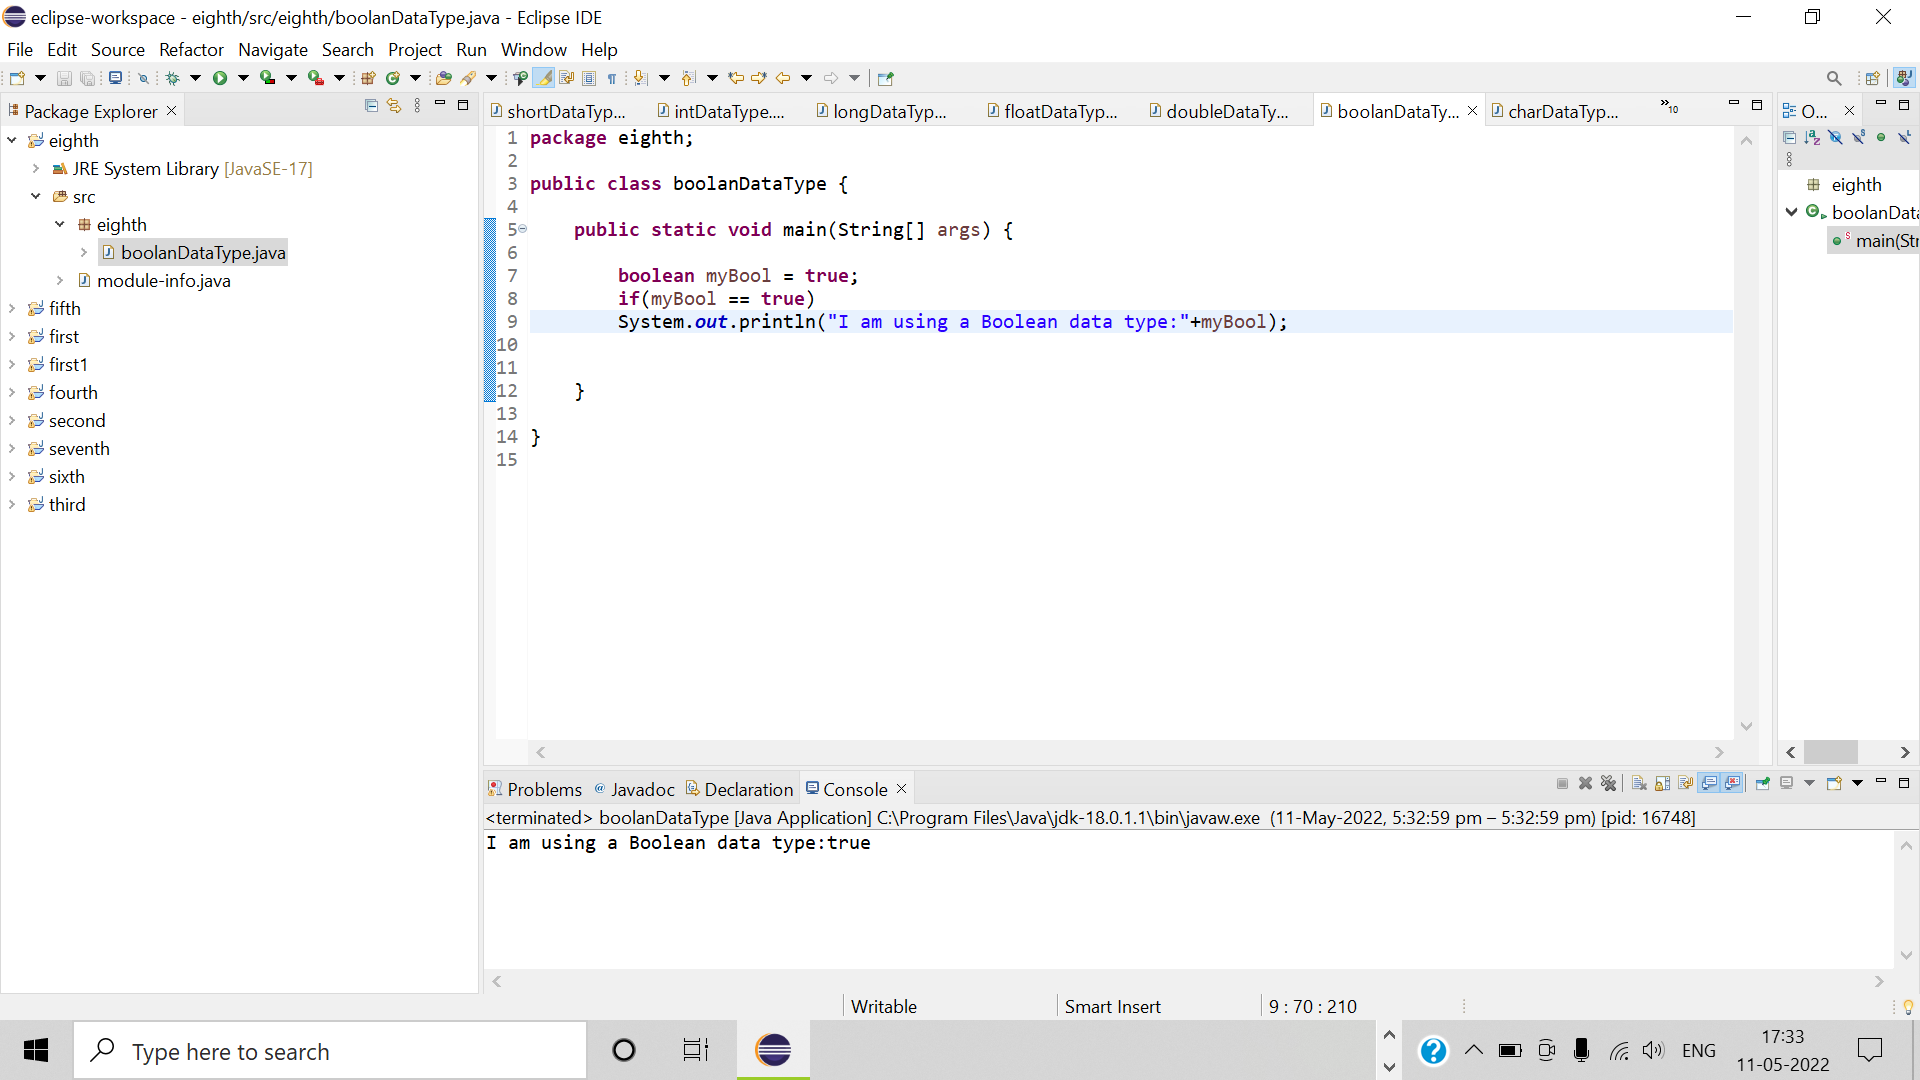 eclipse-workspace - eighth/src/eighth/boolanDataType.java - Eclipse IDE
File Edit Source Refactor Navigate Search Project Run Window Help
Package Explorer
eighth
JRE System Library [JavaSE-17]
src
eighth
boolanDataType.java
module-info.java
fifth
first
first1
fourth
second
seventh
sixth
third
shortDataTyp... intDataType.... longDataTyp... floatDataTyp... doubleDataTy... boolanDataTy... charDataTyp... »10
1 package eighth;
2
3 public class boolanDataType {
4
5 public static void main(String[] args) {
6
7 boolean myBool = true;
8 if(myBool == true)
9 System.out.println("I am using a Boolean data type:"+myBool);
10
11
12 }
13
14 }
15
O...
eighth
boolanData
main(Str
Problems @ Javadoc Declaration Console
<terminated> boolanDataType [Java Application] C:\Program Files\Java\jdk-18.0.1.1\bin\javaw.exe (11-May-2022, 5:32:59 pm – 5:32:59 pm) [pid: 16748]
I am using a Boolean data type:true
Writable Smart Insert 9 : 70 : 210
Type here to search
ENG
17:33
11-05-2022